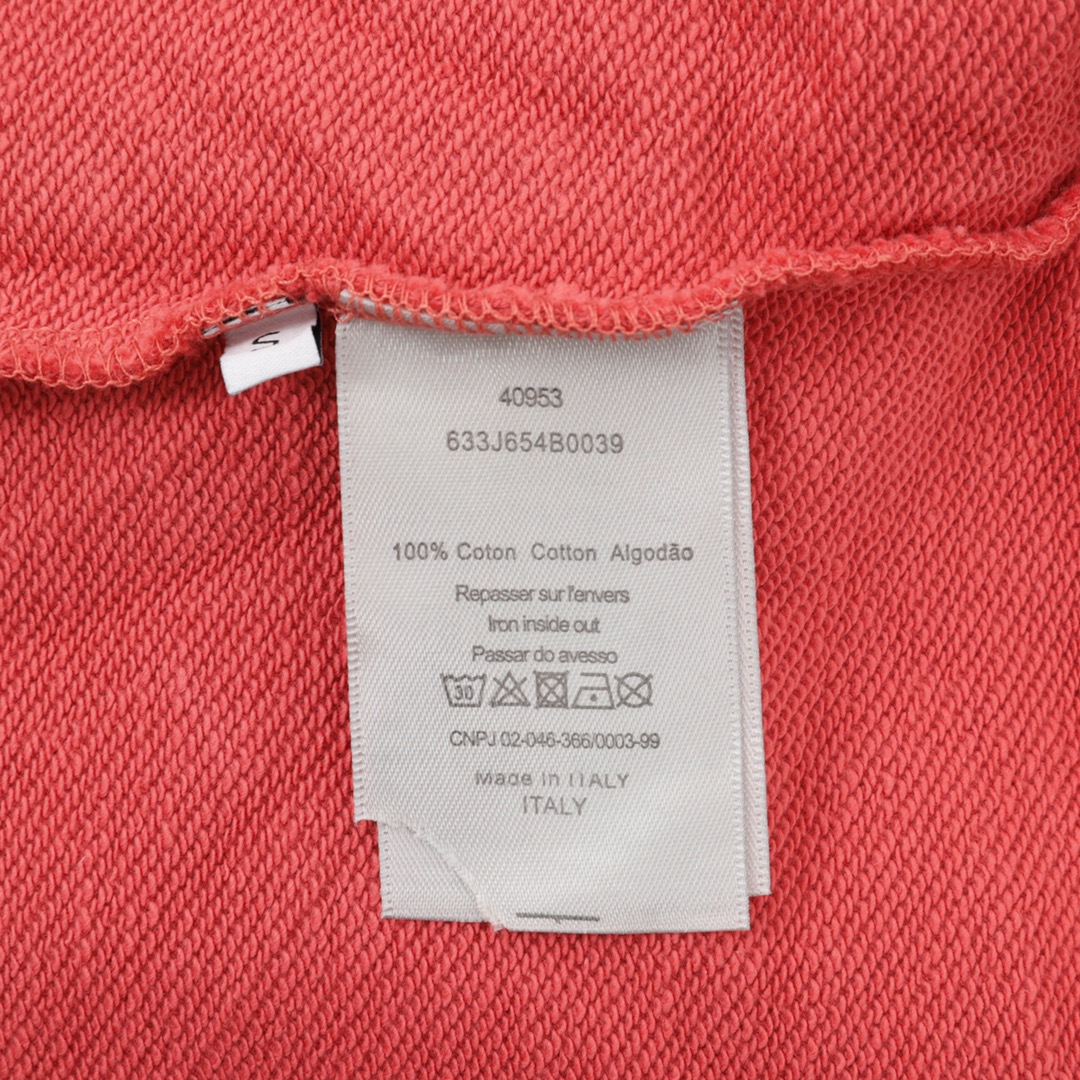 S
40953
633J654B0039
100% Coton Cotton Algodão
Repasser sur l'envers
Iron inside out
Passar do avesso
30
CNPJ 02-046-366/0003-99
Made in ITALY
ITALY